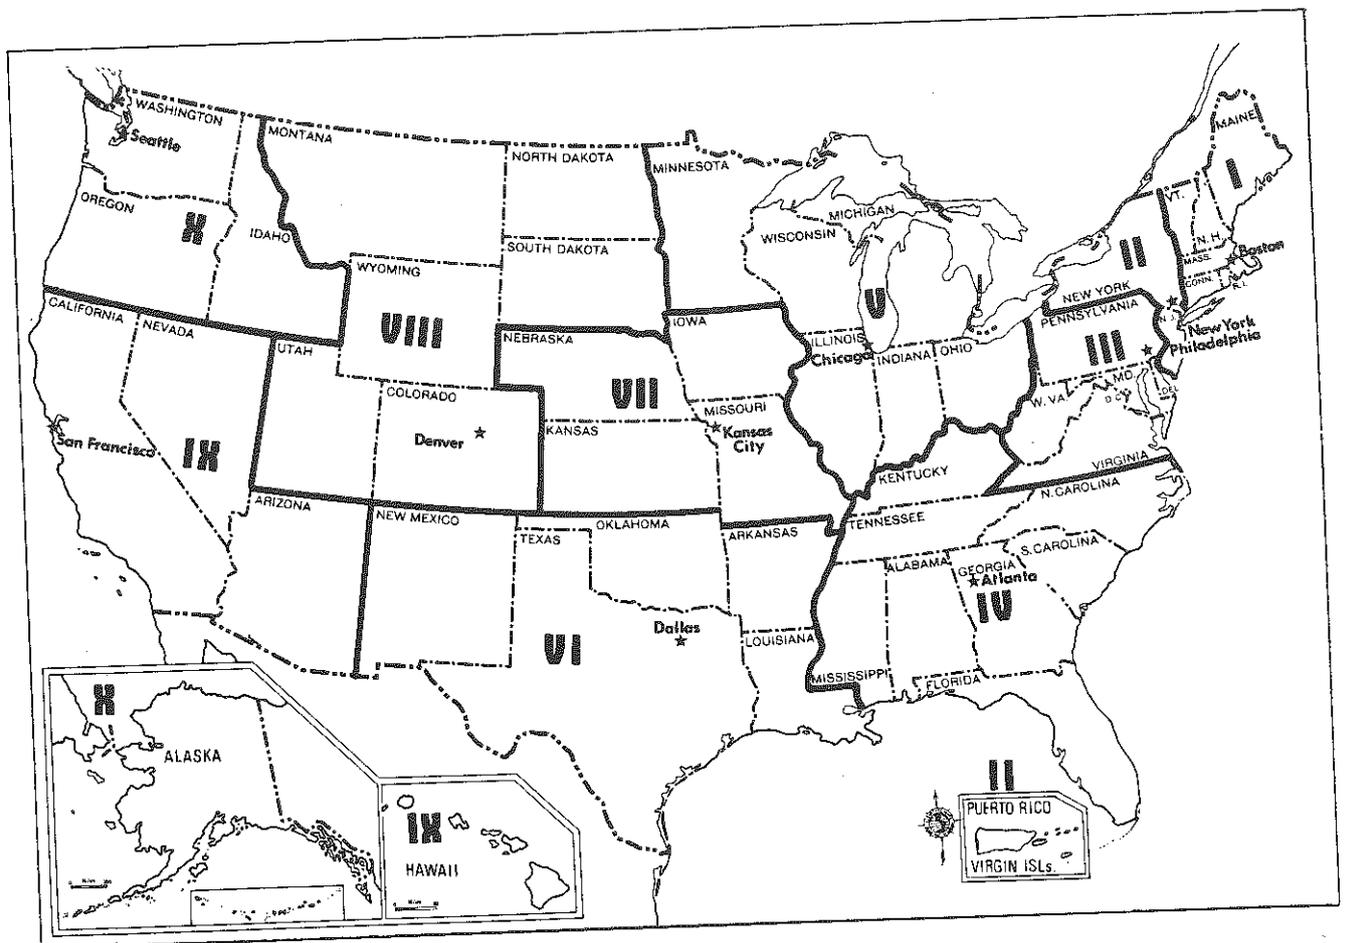 WASHINGTON
Seattle
MONTANA
NORTH DAKOTA
MINNESOTA
MAINE
I
OREGON
X
IDAHO
SOUTH DAKOTA
WISCONSIN
MICHIGAN
VT.
N.H.
MASS.
Boston
CONN.
R.I.
II
NEW YORK
WYOMING
VIII
CALIFORNIA
NEVADA
UTAH
NEBRASKA
IOWA
V
ILLINOIS
Chicago
INDIANA
OHIO
PENNSYLVANIA
III
N.J.
New York
Philadelphia
MD.
DEL.
D.C.
W. VA.
VIRGINIA
COLORADO
Denver
VII
KANSAS
MISSOURI
Kansas
City
KENTUCKY
San Francisco
IX
ARIZONA
NEW MEXICO
TEXAS
OKLAHOMA
ARKANSAS
TENNESSEE
N. CAROLINA
S. CAROLINA
ALABAMA
GEORGIA
Atlanta
IV
Dallas
VI
LOUISIANA
MISSISSIPPI
FLORIDA
X
ALASKA
IX
HAWAII
II
PUERTO RICO
VIRGIN ISLs.